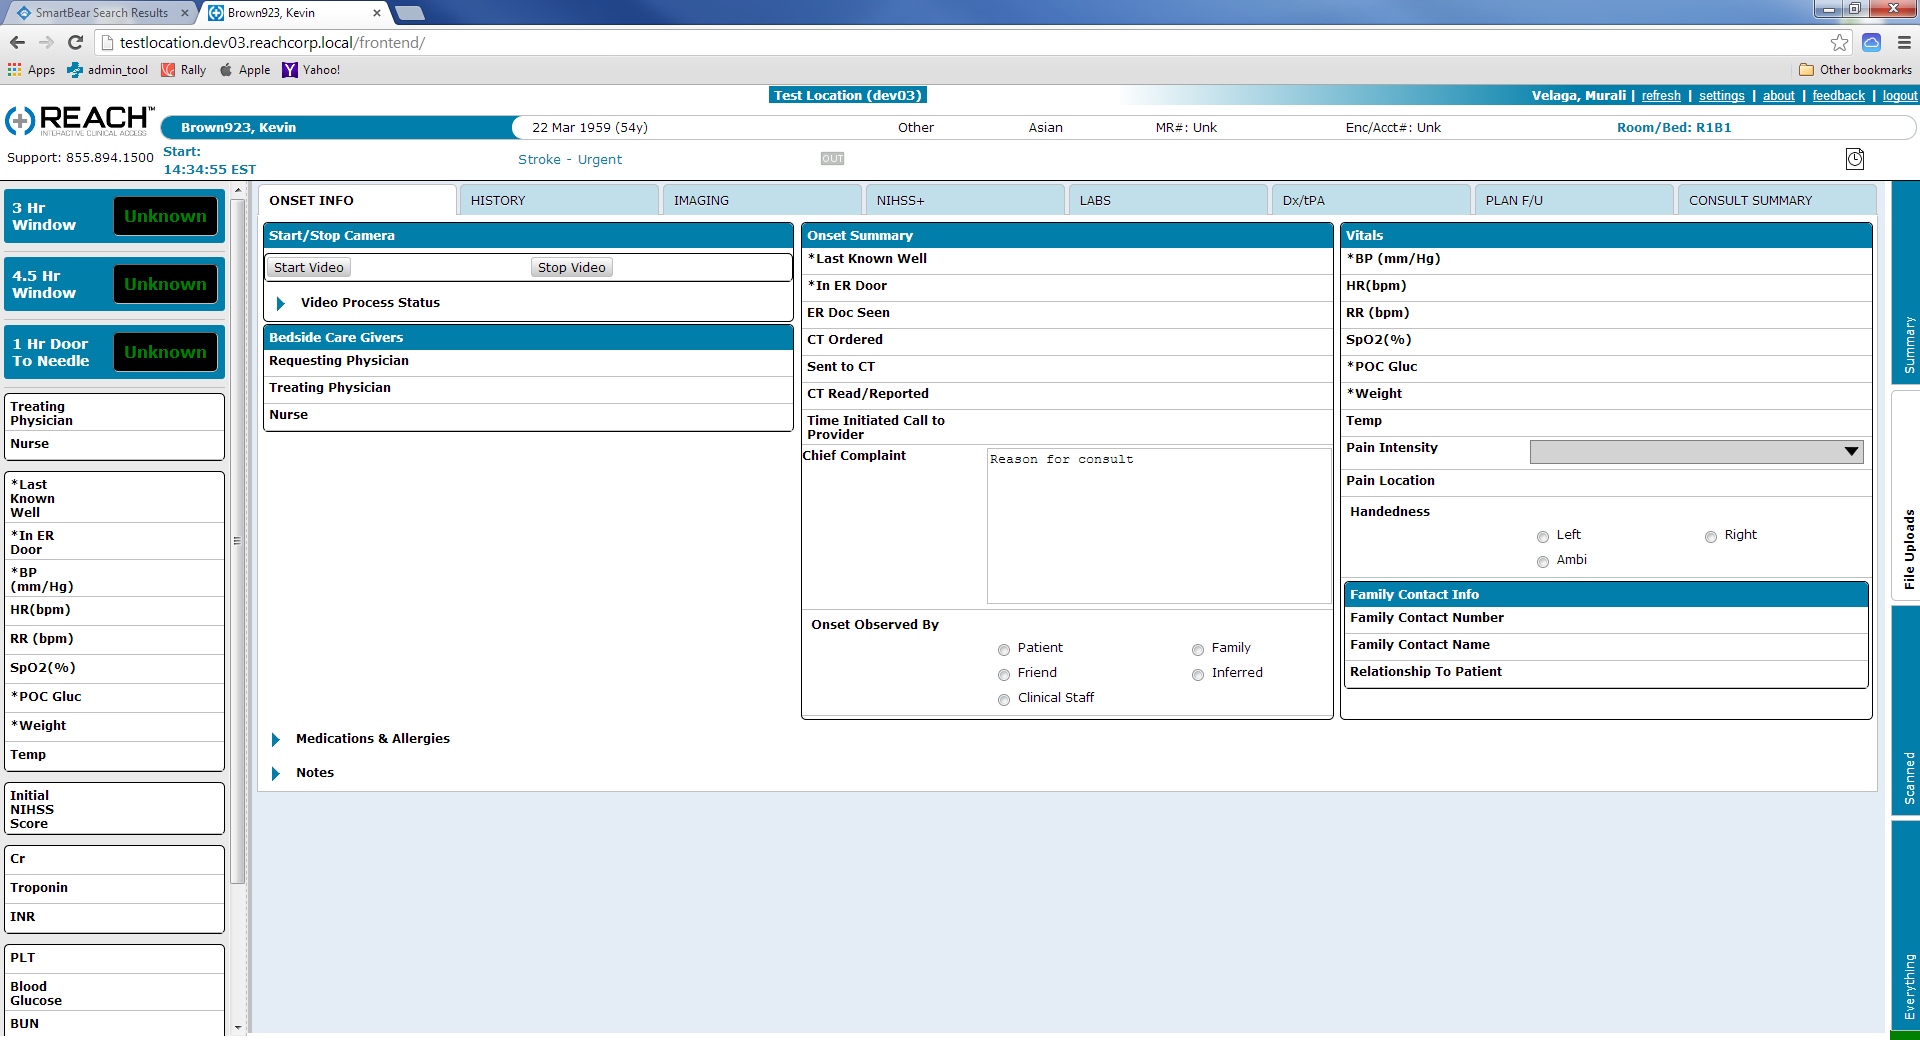 SmartBear Search Results
Brown923, Kevin
testlocation.dev03.reachcorp.local/frontend/
Apps admin_tool Rally Apple Yahoo! Other bookmarks
Test Location (dev03)
Velaga, Murali | refresh | settings | about | feedback | logout
REACH™
INTERACTIVE CLINICAL ACCESS
Brown923, Kevin 22 Mar 1959 (54y) Other Asian MR#: Unk Enc/Acct#: Unk Room/Bed: R1B1
Support: 855.894.1500
Start:
14:34:55 EST
Stroke - Urgent
OUT
3 Hr
Window
Unknown
4.5 Hr
Window
Unknown
1 Hr Door
To Needle
Unknown
Treating
Physician
Nurse
*Last
Known
Well
*In ER
Door
*BP
(mm/Hg)
HR(bpm)
RR (bpm)
SpO2(%)
*POC Gluc
*Weight
Temp
Initial
NIHSS
Score
Cr
Troponin
INR
PLT
Blood
Glucose
BUN
ONSET INFO HISTORY IMAGING NIHSS+ LABS Dx/tPA PLAN F/U CONSULT SUMMARY
Start/Stop Camera
Start Video Stop Video
Video Process Status
Bedside Care Givers
Requesting Physician
Treating Physician
Nurse
Onset Summary
*Last Known Well
*In ER Door
ER Doc Seen
CT Ordered
Sent to CT
CT Read/Reported
Time Initiated Call to
Provider
Chief Complaint
Reason for consult
Onset Observed By
Patient Family
Friend Inferred
Clinical Staff
Vitals
*BP (mm/Hg)
HR(bpm)
RR (bpm)
SpO2(%)
*POC Gluc
*Weight
Temp
Pain Intensity
Pain Location
Handedness
Left Right
Ambi
Family Contact Info
Family Contact Number
Family Contact Name
Relationship To Patient
Medications & Allergies
Notes
Summary
File Uploads
Scanned
Everything